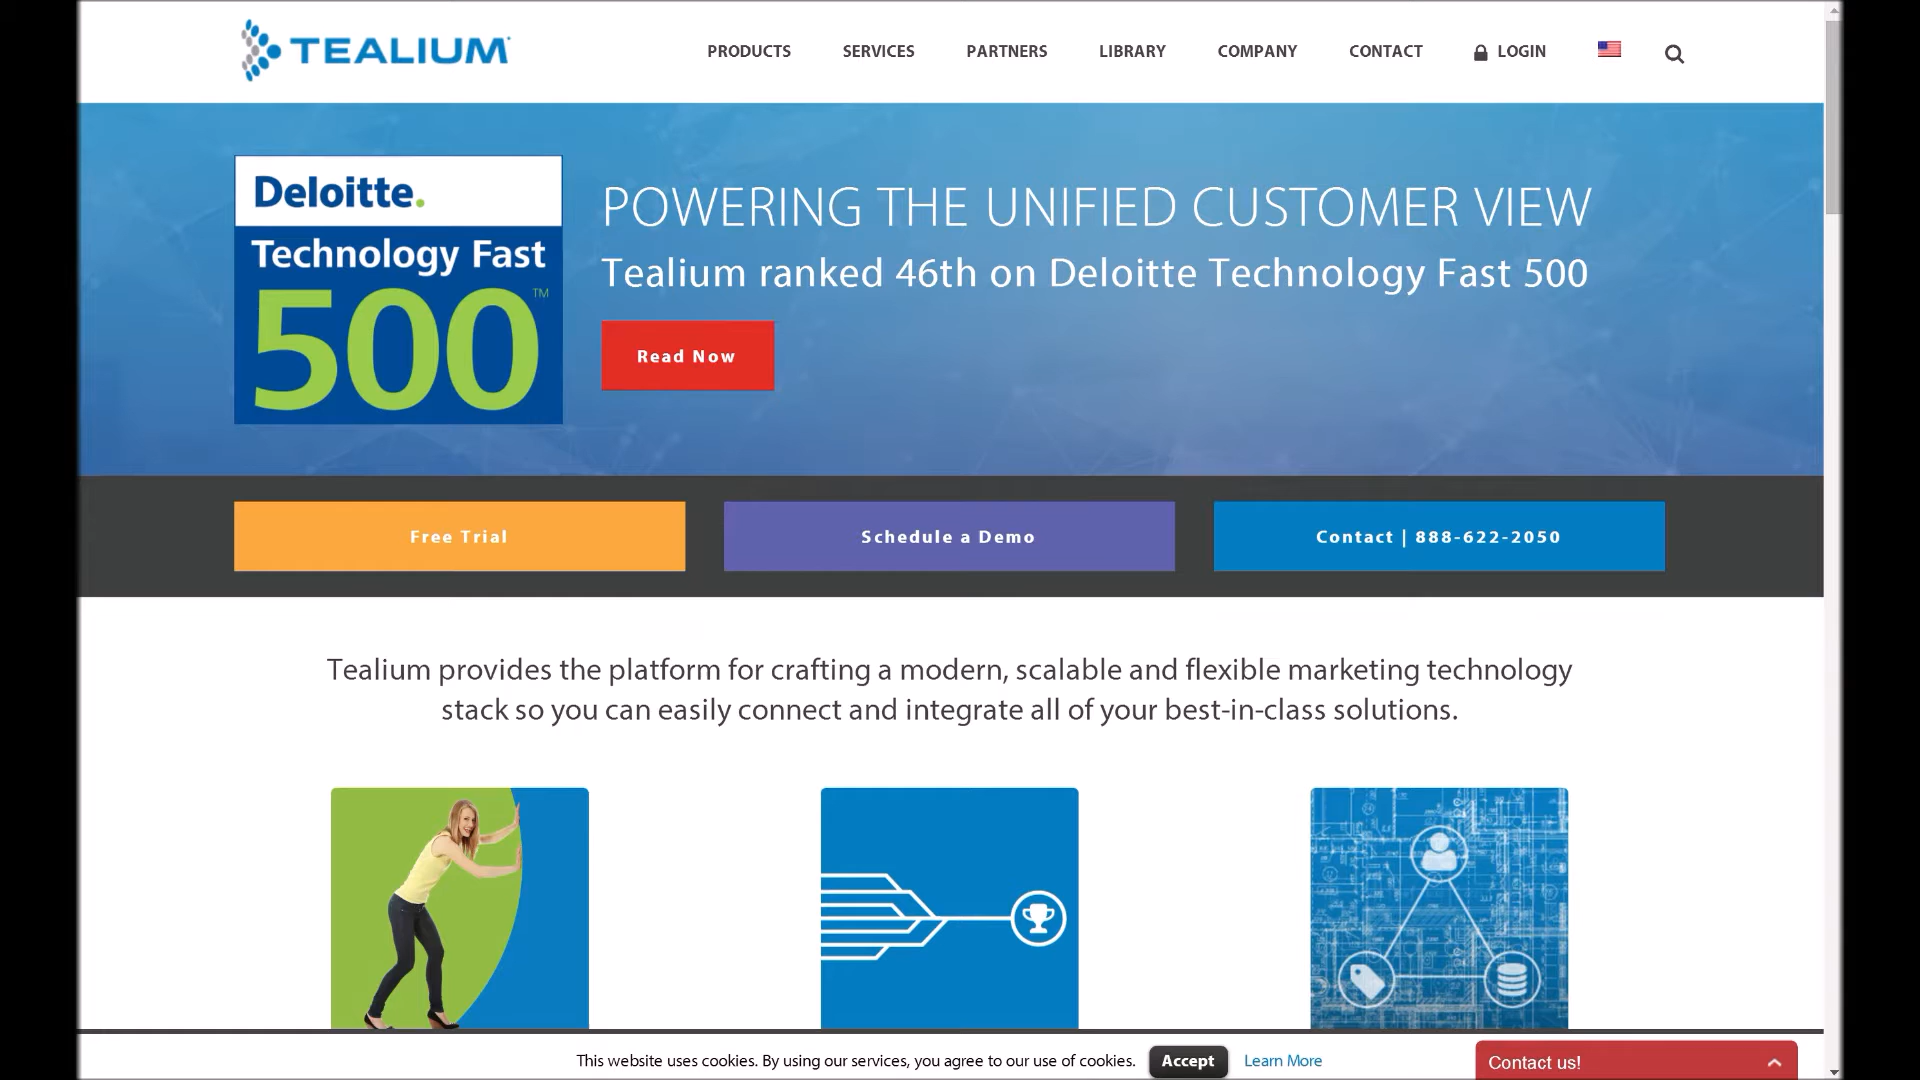 TEALIUM
PRODUCTS SERVICES PARTNERS LIBRARY COMPANY CONTACT LOGIN
Deloitte.
Technology Fast
500™
POWERING THE UNIFIED CUSTOMER VIEW
Tealium ranked 46th on Deloitte Technology Fast 500
Read Now
Free Trial
Schedule a Demo
Contact | 888-622-2050
Tealium provides the platform for crafting a modern, scalable and flexible marketing technology
stack so you can easily connect and integrate all of your best-in-class solutions.
This website uses cookies. By using our services, you agree to our use of cookies. Accept Learn More
Contact us!